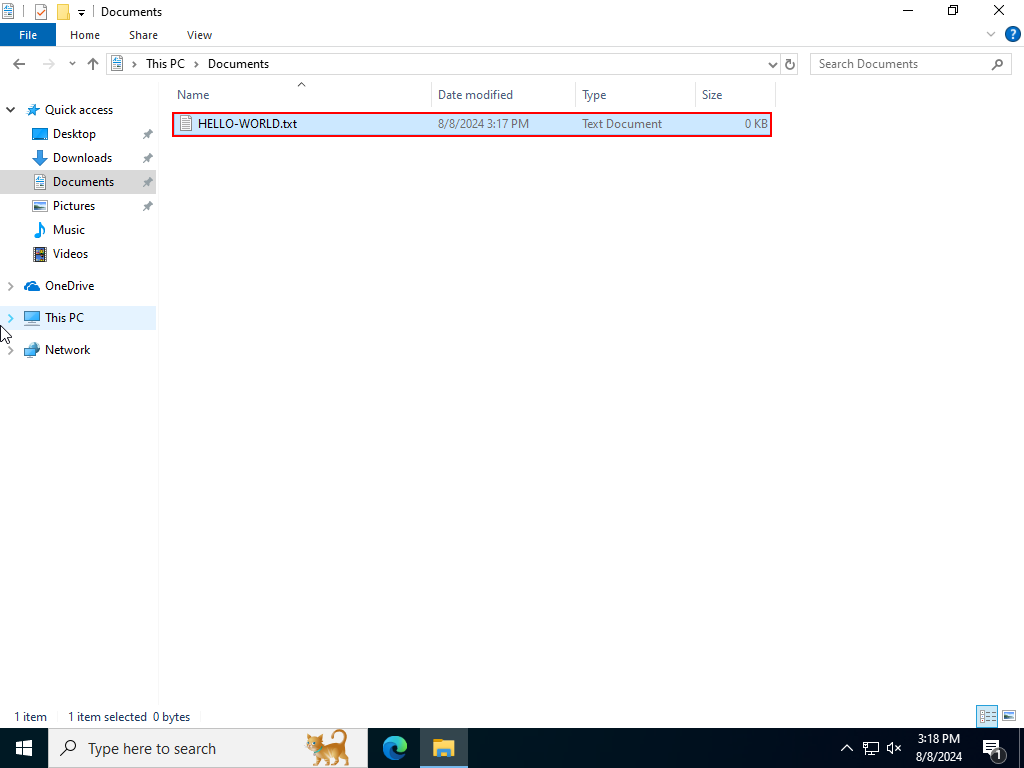 Documents
File Home Share View
This PC Documents
Search Documents
Name Date modified Type Size
HELLO-WORLD.txt 8/8/2024 3:17 PM Text Document 0 KB
Quick access
Desktop
Downloads
Documents
Pictures
Music
Videos
OneDrive
This PC
Network
1 item 1 item selected 0 bytes
Type here to search
3:18 PM
8/8/2024
1